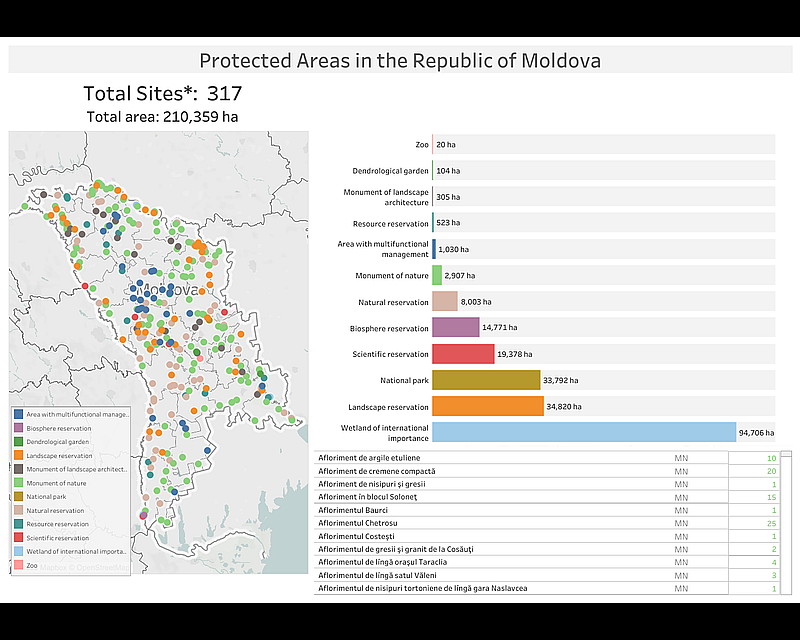 Protected Areas in the Republic of Moldova
Total Sites*: 317
Total area: 210,359 ha
Moldova
Area with multifunctional manage..
Biosphere reservation
Dendrological garden
Landscape reservation
Monument of landscape architect..
Monument of nature
National park
Natural reservation
Resource reservation
Scientific reservation
Wetland of international importa..
Zoo
Zoo 20 ha
Dendrological garden 104 ha
Monument of landscape
architecture 305 ha
Resource reservation 523 ha
Area with multifunctional
management 1,030 ha
Monument of nature 2,907 ha
Natural reservation 8,003 ha
Biosphere reservation 14,771 ha
Scientific reservation 19,378 ha
National park 33,792 ha
Landscape reservation 34,820 ha
Wetland of international
importance 94,706 ha
Afloriment de argile etuliene MN 10
Afloriment de cremene compactă MN 20
Afloriment de nisipuri şi gresii MN 1
Afloriment în blocul Soloneţ MN 15
Aflorimentul Baurci MN 1
Aflorimentul Chetrosu MN 25
Aflorimentul Costeşti MN 1
Aflorimentul de gresii şi granit de la Cosăuţi MN 2
Aflorimentul de lîngă oraşul Taraclia MN 4
Aflorimentul de lîngă satul Văleni MN 3
Aflorimentul de nisipuri tortoniene de lîngă gara Naslavcea MN 1